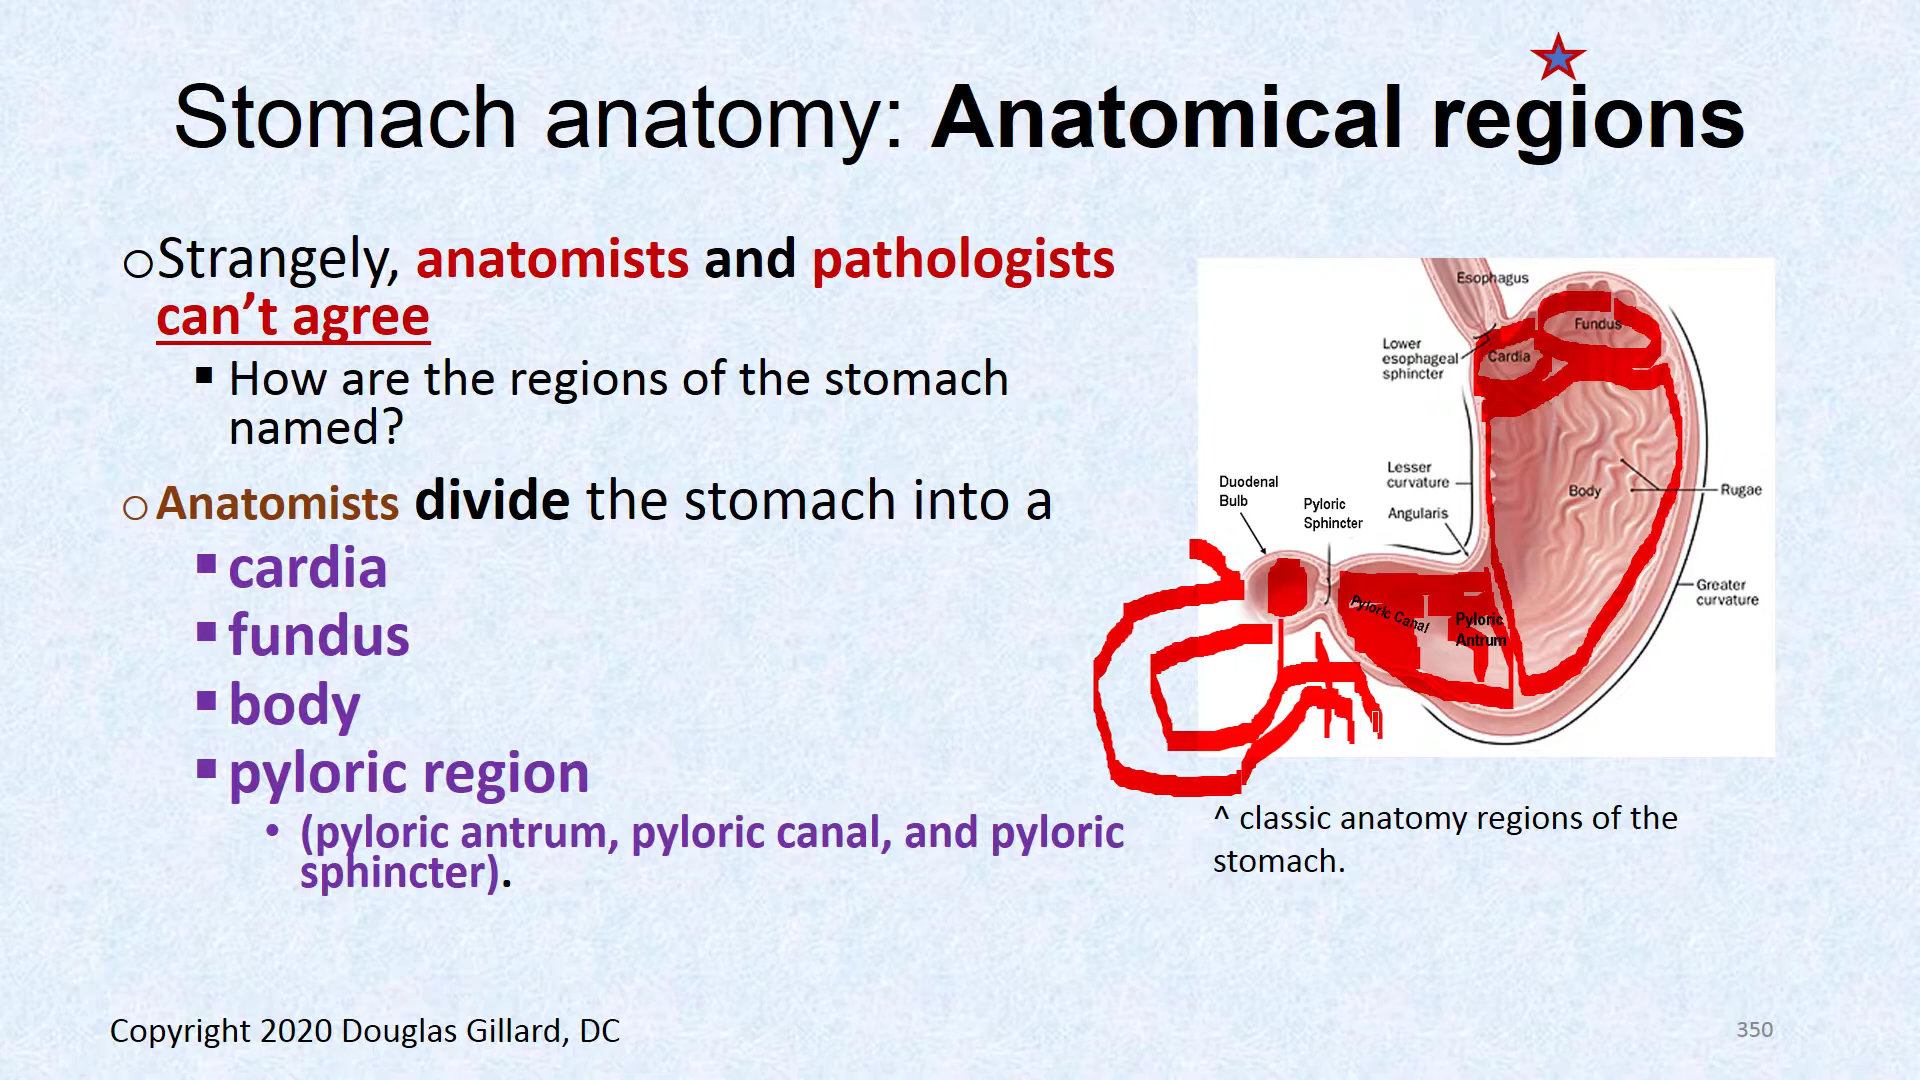 Stomach anatomy: Anatomical regions
oStrangely, anatomists and pathologists
can’t agree
▪ How are the regions of the stomach
named?
o Anatomists divide the stomach into a
▪ cardia
▪ fundus
▪ body
▪ pyloric region
• (pyloric antrum, pyloric canal, and pyloric
sphincter).
Esophagus
Fundus
Lower
esophageal
sphincter
Cardia
Lesser
curvature
Duodenal
Bulb
Pyloric
Sphincter
Angularis
Body
Rugae
Greater
curvature
Pyloric Canal
Pyloric
Antrum
^ classic anatomy regions of the
stomach.
Copyright 2020 Douglas Gillard, DC
350